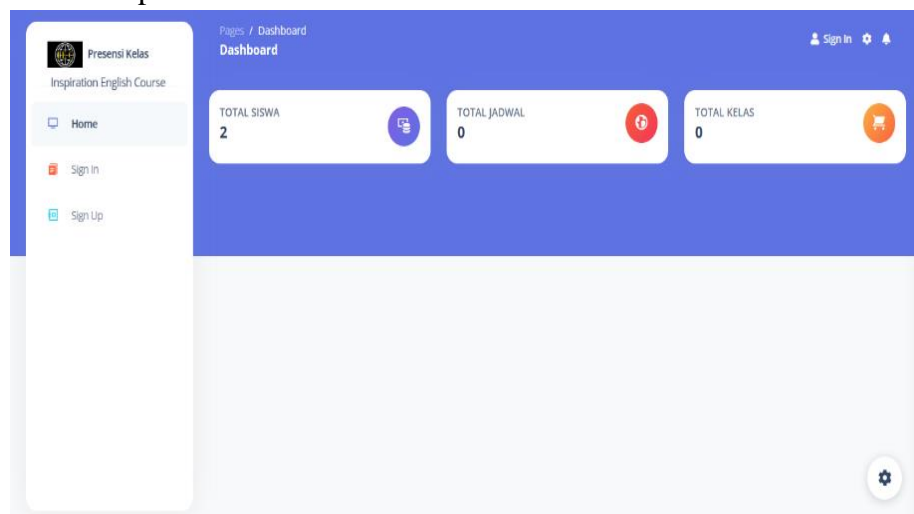 Presensi Kelas
Inspiration English Course
Home
Sign In
Sign Up
Pages / Dashboard
Dashboard
Sign In
TOTAL SISWA
2
TOTAL JADWAL
0
TOTAL KELAS
0